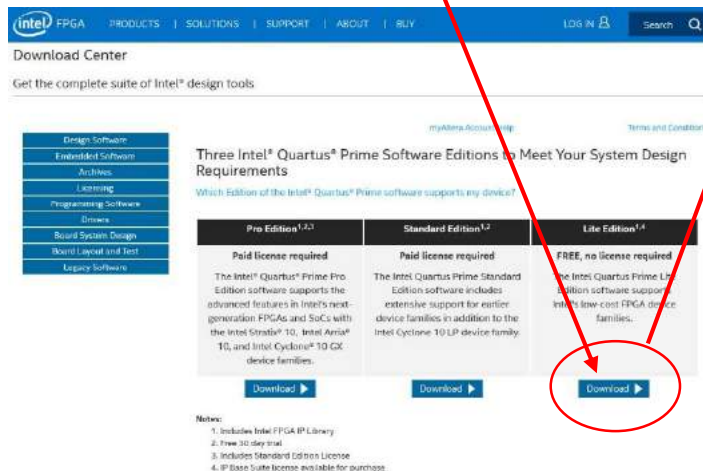 intel FPGA PRODUCTS | SOLUTIONS | SUPPORT | ABOUT | BUY LOG IN Search
Download Center
Get the complete suite of Intel® design tools
myAltera Account Help Terms and Condition
Design Software
Embedded Software
Archives
Licensing
Programming Software
Drivers
Board System Design
Board Layout and Test
Legacy Software
Three Intel® Quartus® Prime Software Editions to Meet Your System Design
Requirements
Which Edition of the Intel® Quartus® Prime software supports my device?
Pro Edition1,2,3
Paid license required
The Intel® Quartus® Prime Pro
Edition software supports the
advanced features in Intel's next-
generation FPGAs and SoCs with
the Intel Stratix® 10, Intel Arria®
10, and Intel Cyclone® 10 GX
device families.
Download
Standard Edition1,2
Paid license required
The Intel Quartus Prime Standard
Edition software includes
extensive support for earlier
device families in addition to the
Intel Cyclone 10 LP device family.
Download
Lite Edition1,4
FREE, no license required
The Intel Quartus Prime Lite
Edition software supports
Intel's low-cost FPGA device
families.
Download
Notes:
1. Includes Intel FPGA IP Library
2. Free 30 day trial
3. Includes Standard Edition License
4. IP Base Suite license available for purchase